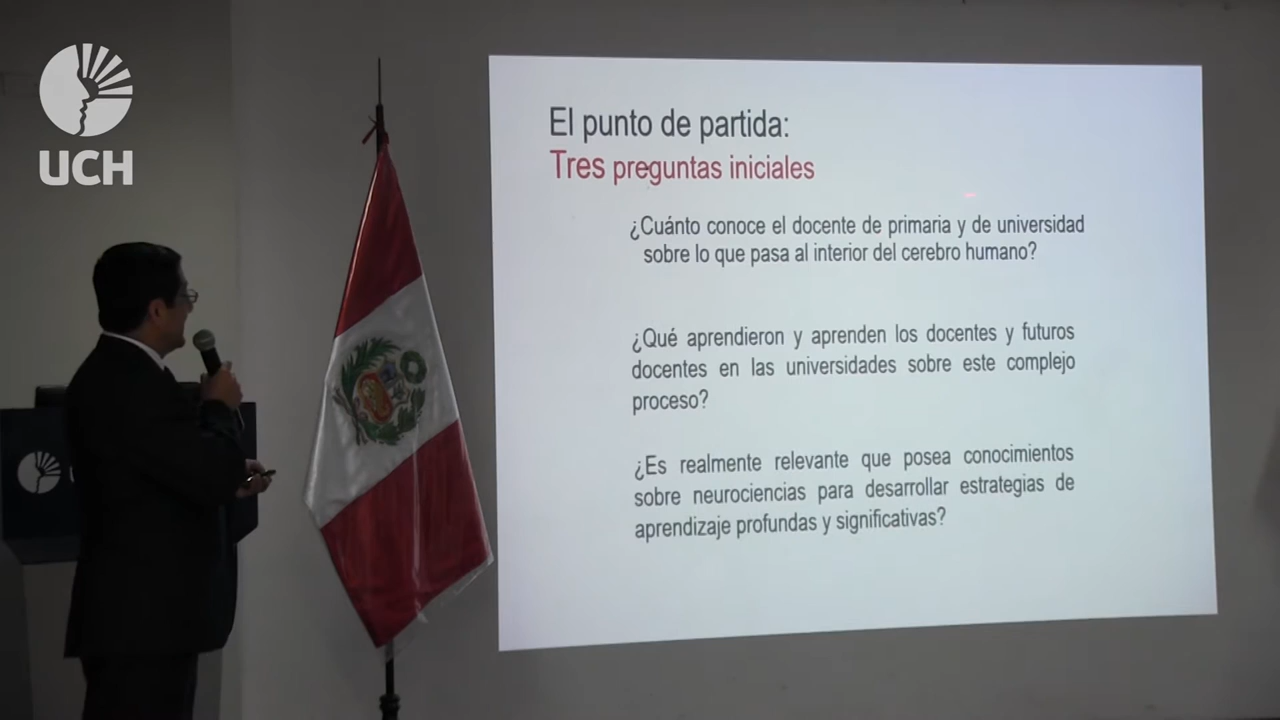 UCH
El punto de partida:
Tres preguntas iniciales
¿Cuánto conoce el docente de primaria y de universidad
sobre lo que pasa al interior del cerebro humano?
¿Qué aprendieron y aprenden los docentes y futuros
docentes en las universidades sobre este complejo
proceso?
¿Es realmente relevante que posea conocimientos
sobre neurociencias para desarrollar estrategias de
aprendizaje profundas y significativas?